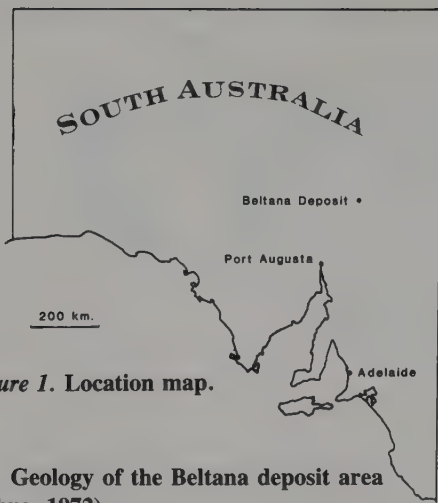 SOUTH AUSTRALIA
Beltana Deposit
Port Augusta
200 km.
Adelaide
1. Location map.
Geology of the Beltana deposit area
1972)